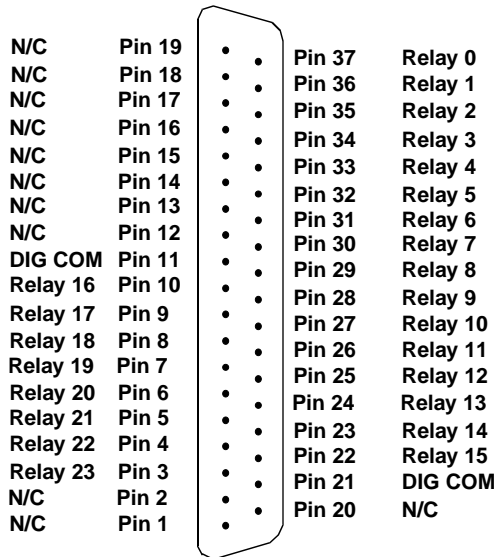 N/C Pin 19
N/C Pin 18
N/C Pin 17
N/C Pin 16
N/C Pin 15
N/C Pin 14
N/C Pin 13
N/C Pin 12
DIG COM Pin 11
Relay 16 Pin 10
Relay 17 Pin 9
Relay 18 Pin 8
Relay 19 Pin 7
Relay 20 Pin 6
Relay 21 Pin 5
Relay 22 Pin 4
Relay 23 Pin 3
N/C Pin 2
N/C Pin 1
Pin 37 Relay 0
Pin 36 Relay 1
Pin 35 Relay 2
Pin 34 Relay 3
Pin 33 Relay 4
Pin 32 Relay 5
Pin 31 Relay 6
Pin 30 Relay 7
Pin 29 Relay 8
Pin 28 Relay 9
Pin 27 Relay 10
Pin 26 Relay 11
Pin 25 Relay 12
Pin 24 Relay 13
Pin 23 Relay 14
Pin 22 Relay 15
Pin 21 DIG COM
Pin 20 N/C